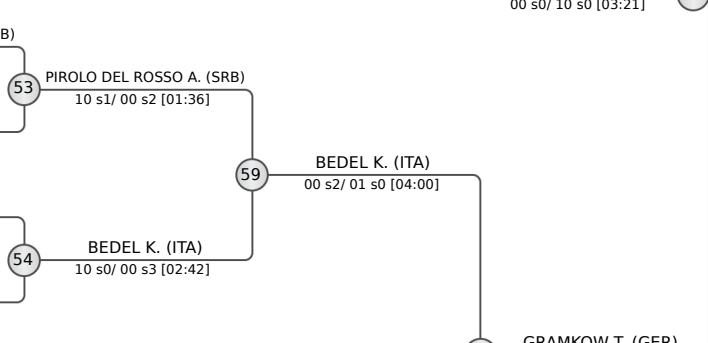 00 s0/ 10 s0 [03:21]
B)
53
PIROLO DEL ROSSO A. (SRB)
10 s1/ 00 s2 [01:36]
59
BEDEL K. (ITA)
00 s2/ 01 s0 [04:00]
54
BEDEL K. (ITA)
10 s0/ 00 s3 [02:42]
GRAMKOW T. (GER)